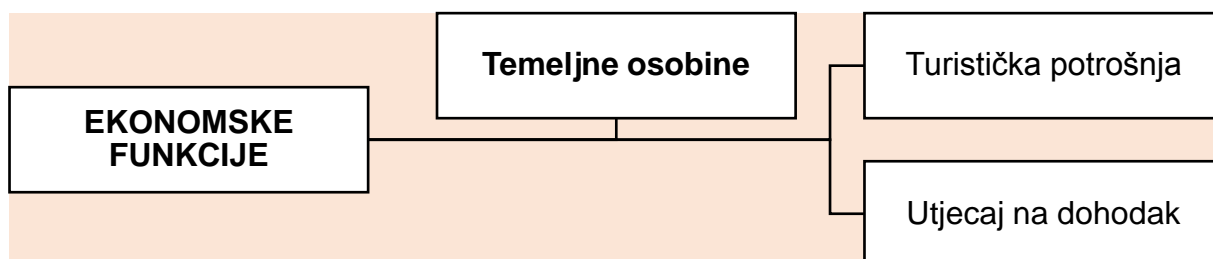 EKONOMSKE
FUNKCIJE
Temeljne osobine
Turistička potrošnja
Utjecaj na dohodak